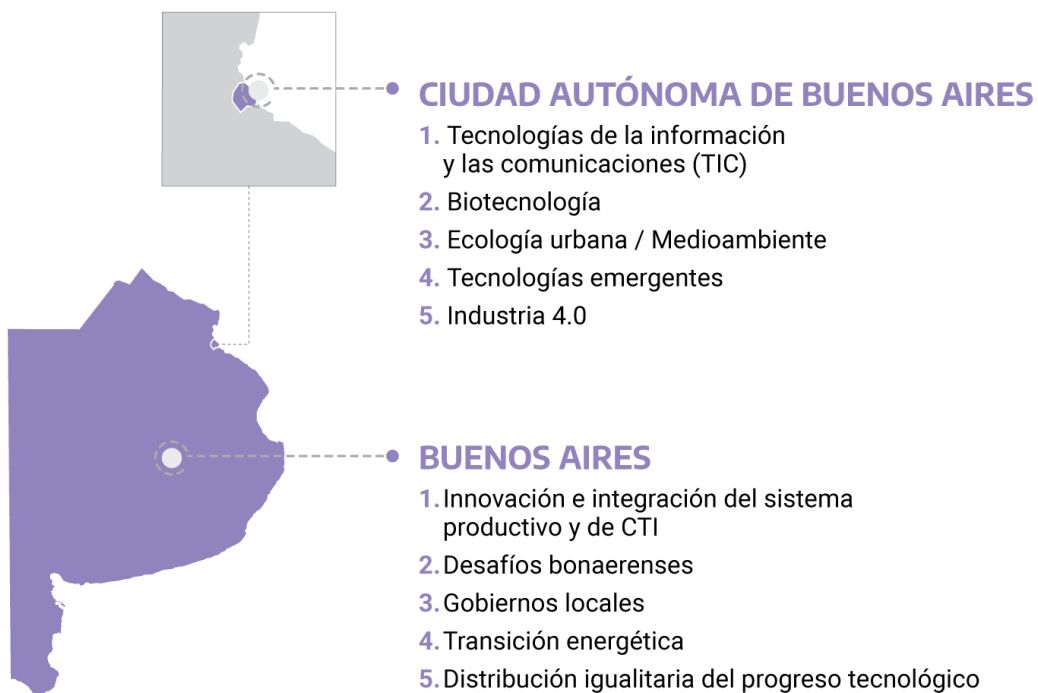 CIUDAD AUTÓNOMA DE BUENOS AIRES
1. Tecnologías de la información
y las comunicaciones (TIC)
2. Biotecnología
3. Ecología urbana / Medioambiente
4. Tecnologías emergentes
5. Industria 4.0
BUENOS AIRES
1. Innovación e integración del sistema
productivo y de CTI
2. Desafíos bonaerenses
3. Gobiernos locales
4. Transición energética
5. Distribución igualitaria del progreso tecnológico